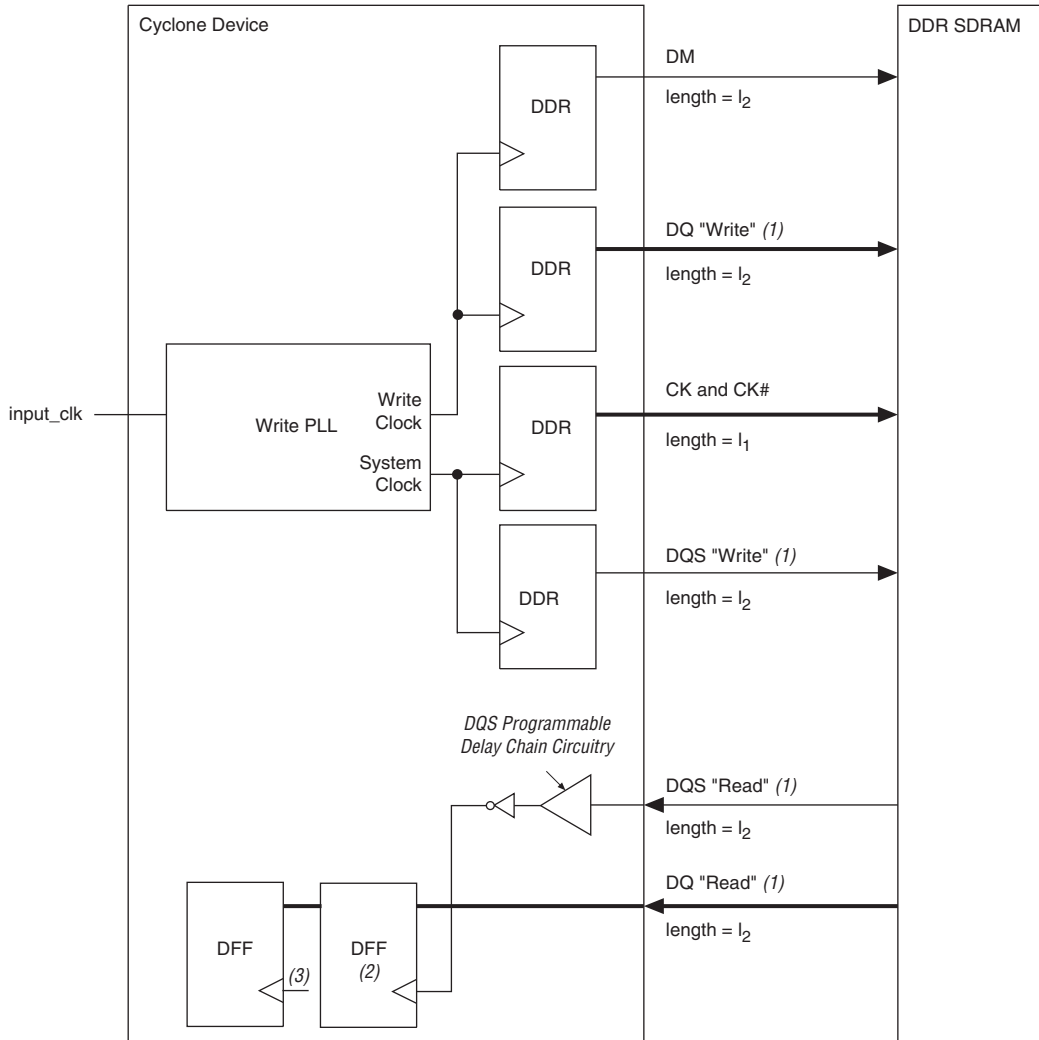 Cyclone Device
DDR SDRAM
DM
DDR
length = l2
DQ "Write" (1)
DDR
length = l2
CK and CK#
input_clk
Write PLL
Write
Clock
System
Clock
DDR
length = l1
DQS "Write" (1)
DDR
length = l2
DQS Programmable
Delay Chain Circuitry
DQS "Read" (1)
length = l2
DQ "Read" (1)
length = l2
DFF
(3)
DFF
(2)